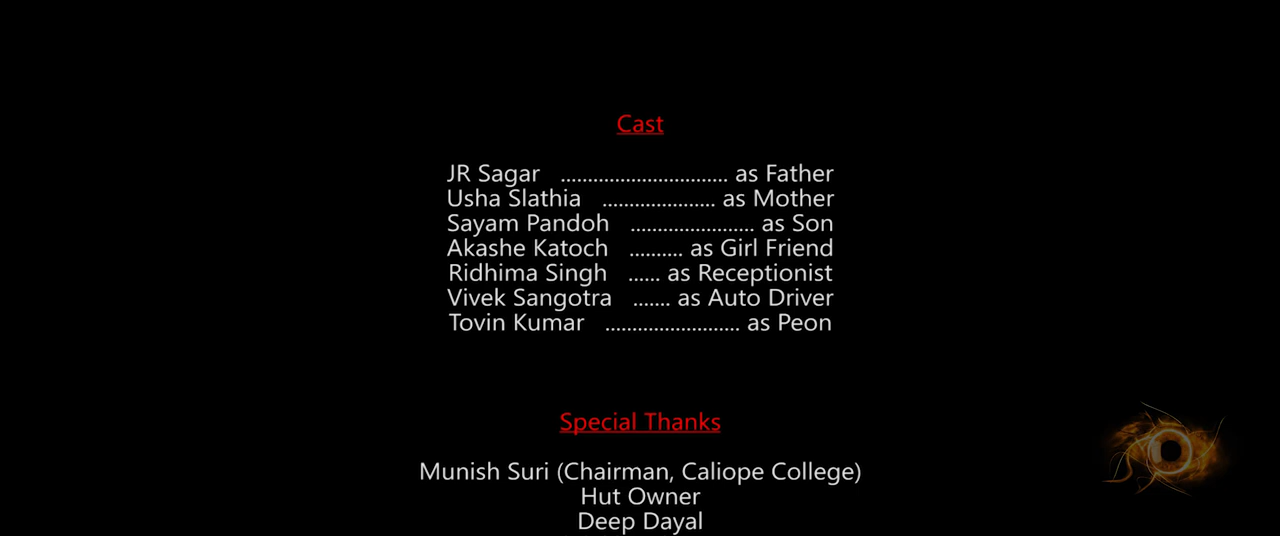 Cast
JR Sagar ............................... as Father
Usha Slathia ..................... as Mother
Sayam Pandoh ....................... as Son
Akashe Katoch .......... as Girl Friend
Ridhima Singh ...... as Receptionist
Vivek Sangotra ....... as Auto Driver
Tovin Kumar ......................... as Peon
Special Thanks
Munish Suri (Chairman, Caliope College)
Hut Owner
Deep Dayal